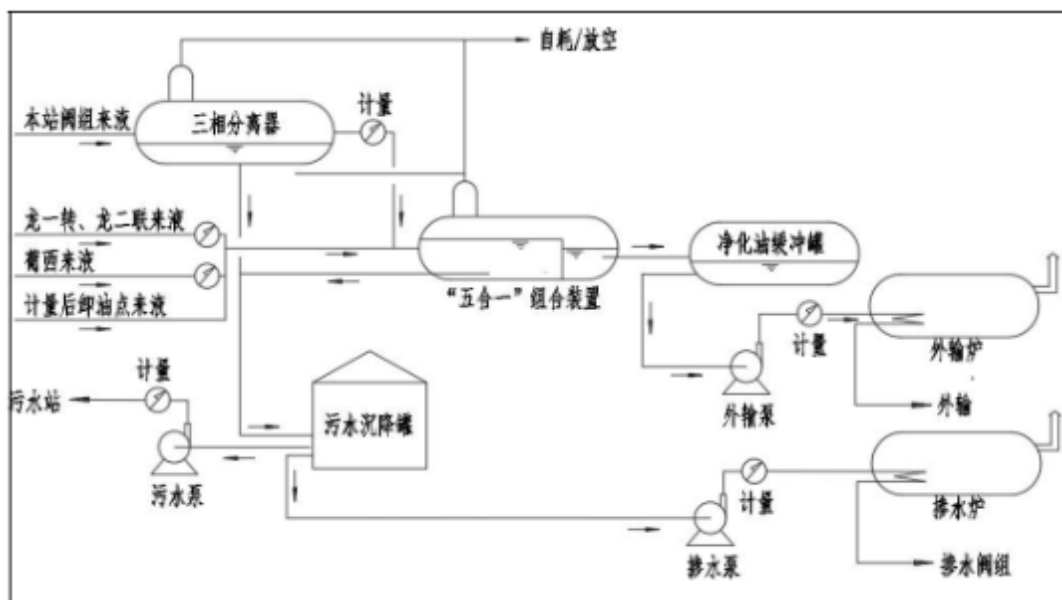 自耗/放空
计量
本站阀组来液
三相分离器
龙一转、龙二联来液
葡西来液
计量后卸油点来液
“五合一”组合装置
净化油缓冲罐
计量
外输炉
外输泵
外输
计量
污水站
污水沉降罐
污水泵
计量
掺水炉
掺水泵
掺水阀组